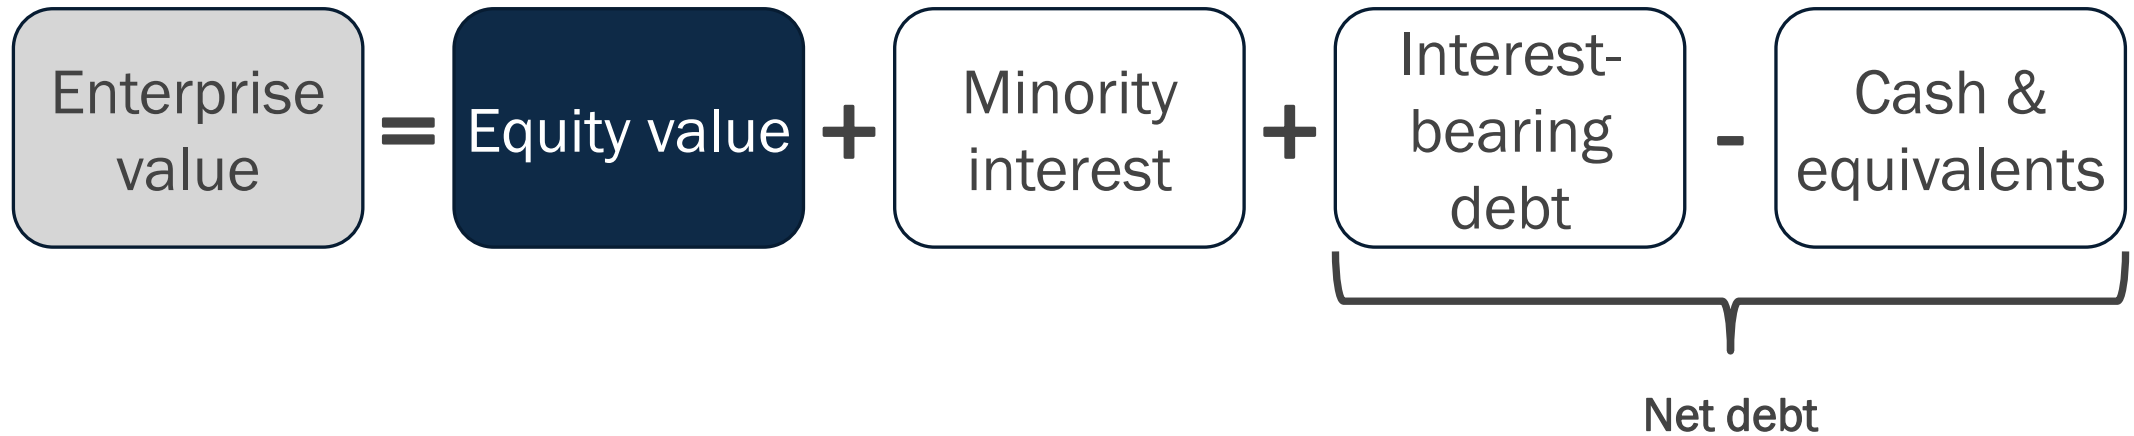 Enterprise
value
=
Equity value
+
Minority
interest
+
Interest-
bearing
debt
-
Cash &
equivalents
Net debt